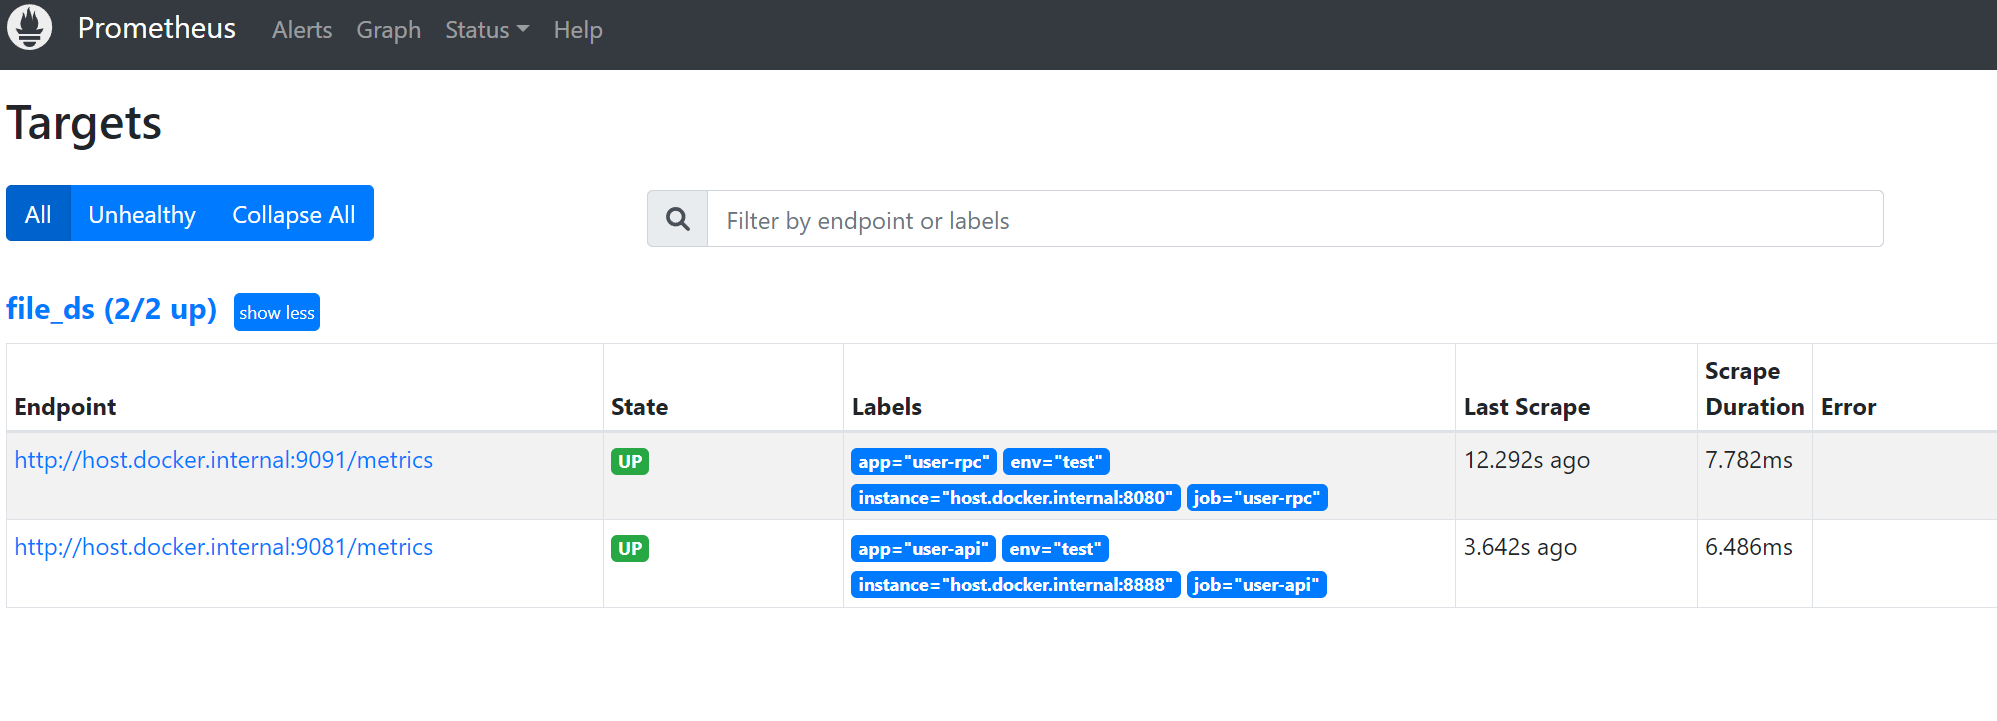 Prometheus Alerts Graph Status Help
Targets
All Unhealthy Collapse All Filter by endpoint or labels
file_ds (2/2 up) show less
Endpoint State Labels Last Scrape Scrape Duration Error
http://host.docker.internal:9091/metrics UP app="user-rpc" env="test" 12.292s ago 7.782ms
instance="host.docker.internal:8080" job="user-rpc"
http://host.docker.internal:9081/metrics UP app="user-api" env="test" 3.642s ago 6.486ms
instance="host.docker.internal:8888" job="user-api"